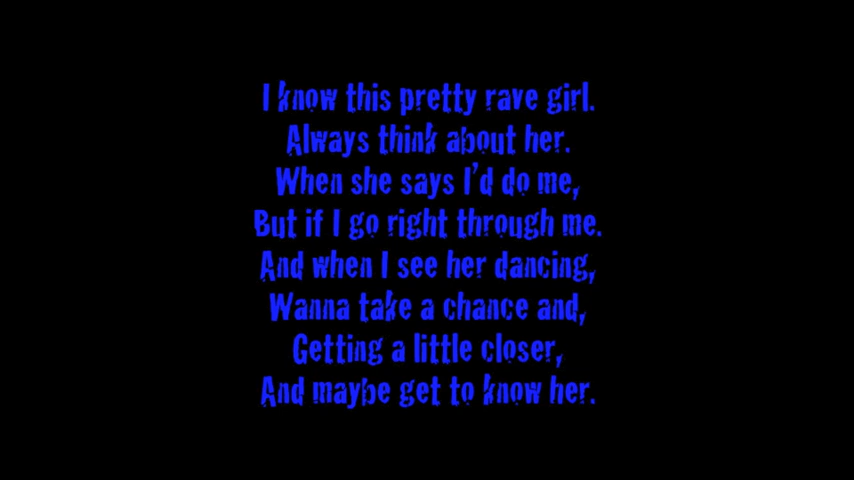 I know this pretty rave girl.
Always think about her.
When she says I'd do me,
But if I go right through me.
And when I see her dancing,
Wanna take a chance and,
Getting a little closer,
And maybe get to know her.